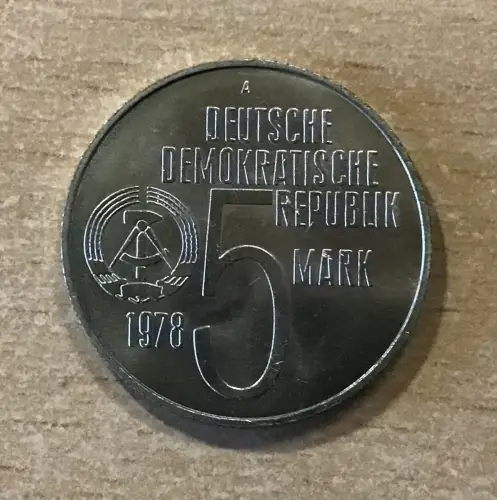 A
DEUTSCHE
DEMOKRATISCHE
REPUBLIK
5 MARK
1978